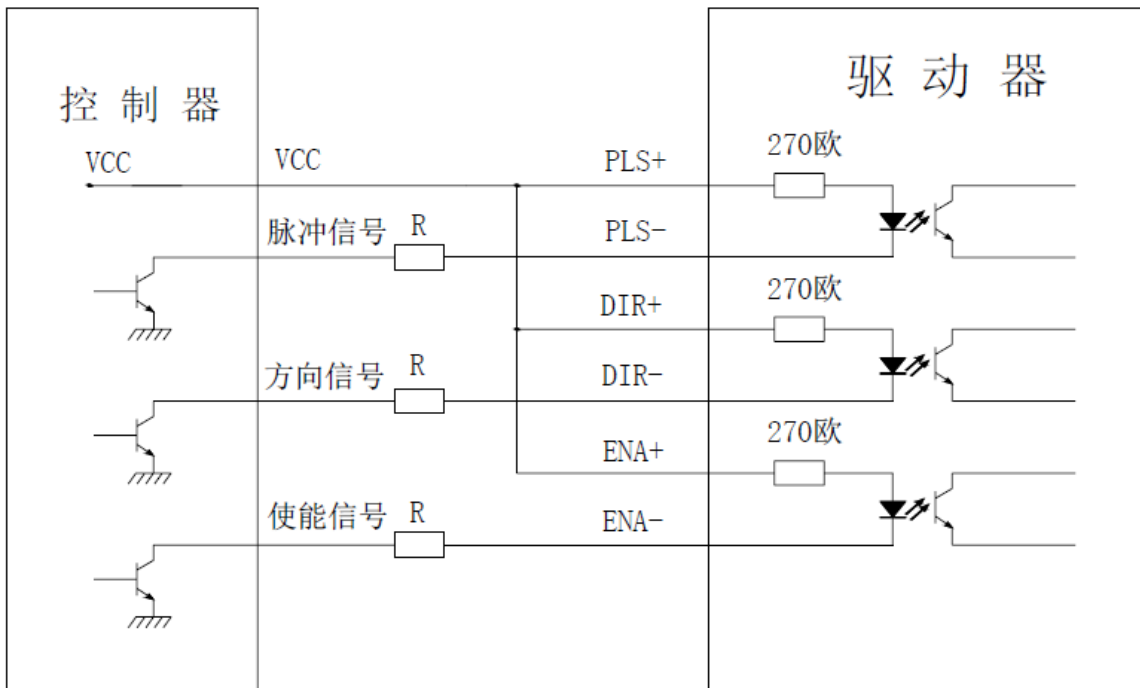 控制器
驱动器
VCC
VCC
PLS+
270欧
脉冲信号
R
PLS-
DIR+
270欧
方向信号
R
DIR-
ENA+
270欧
使能信号
R
ENA-